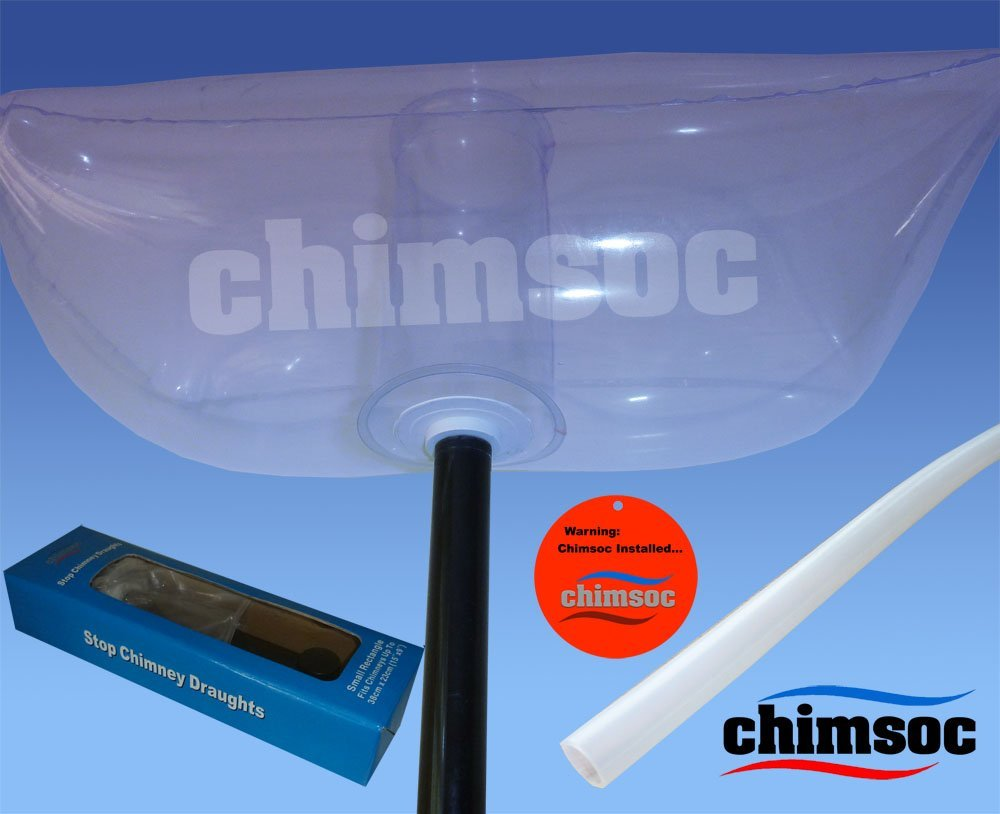 chimsoc
Warning:
Chimsoc Installed...
chimsoc
chimsoc
Stop Chimney Draughts
Stop Chimney Draughts
Small Rectangle
Fits Chimneys Up To
38cm x 23cm (15"x9")
chimsoc